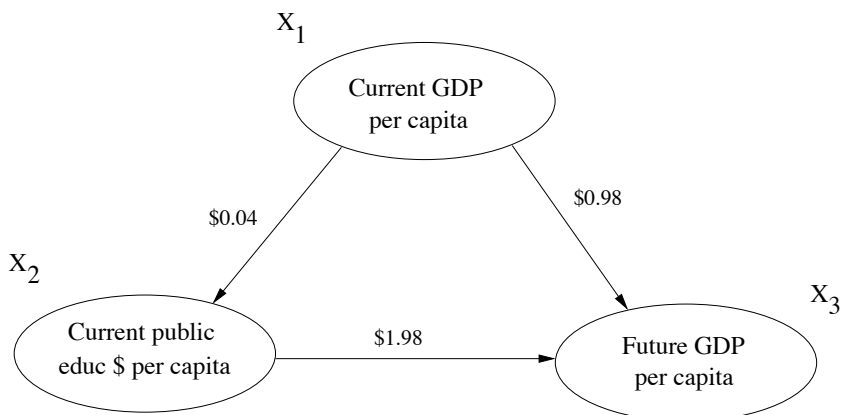 X1
Current GDP
per capita
$0.04
$0.98
X2
X3
Current public
educ $ per capita
$1.98
Future GDP
per capita